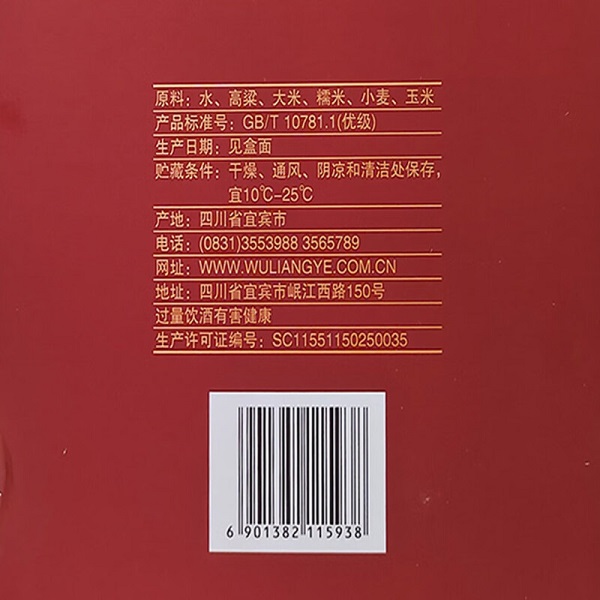 原料：水、高粱、大米、糯米、小麦、玉米
产品标准号：GB/T 10781.1(优级)
生产日期：见盒面
贮藏条件：干燥、通风、阴凉和清洁处保存，
宜10℃-25℃
产地：四川省宜宾市
电话：(0831)3553988 3565789
网址：WWW.WULIANGYE.COM.CN
地址：四川省宜宾市岷江西路150号
过量饮酒有害健康
生产许可证编号：SC11551150250035
6 901382 115938